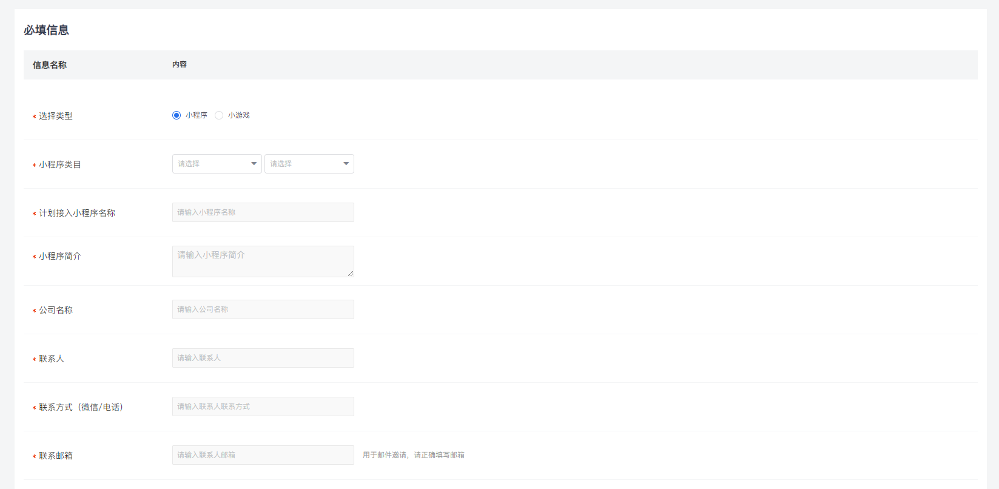 必填信息
信息名称 内容
* 选择类型 小程序 小游戏
* 小程序类目 请选择 请选择
* 计划接入小程序名称 请输入小程序名称
* 小程序简介 请输入小程序简介
* 公司名称 请输入公司名称
* 联系人 请输入联系人
* 联系方式（微信/电话） 请输入联系人联系方式
* 联系邮箱 请输入联系人邮箱 用于邮件邀请，请正确填写邮箱